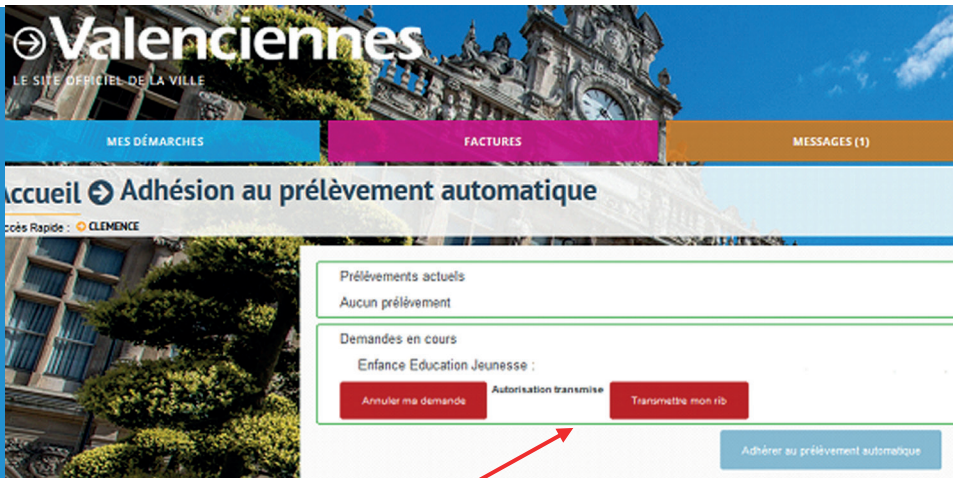 Valenciennes
LE SITE OFFICIEL DE LA VILLE
MES DÉMARCHES
FACTURES
MESSAGES (1)
Accueil Adhésion au prélèvement automatique
Accès Rapide : CLEMENCE
Prélèvements actuels
Aucun prélèvement
Demandes en cours
Enfance Education Jeunesse :
Annuler ma demande
Autorisation transmise
Transmettre mon rib
Adhérer au prélèvement automatique